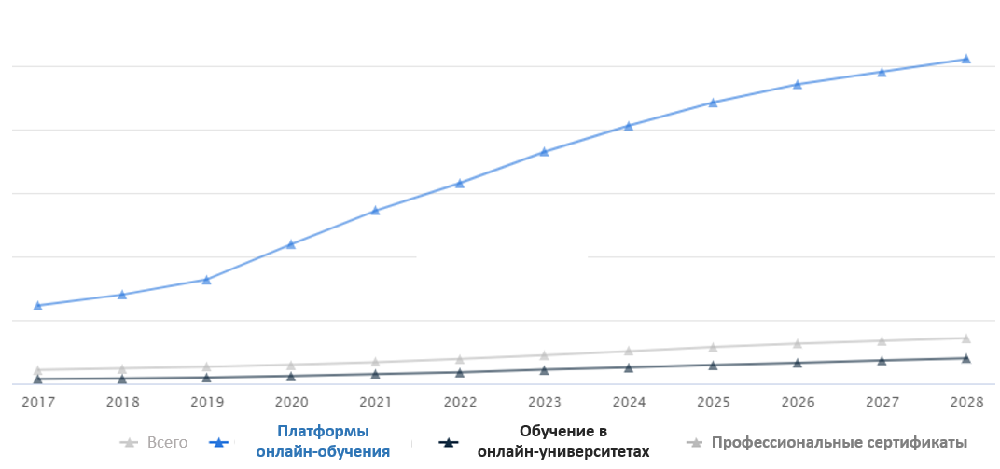 2017 2018 2019 2020 2021 2022 2023 2024 2025 2026 2027 2028
Всего
Платформы
онлайн-обучения
Обучение в
онлайн-университетах
Профессиональные сертификаты